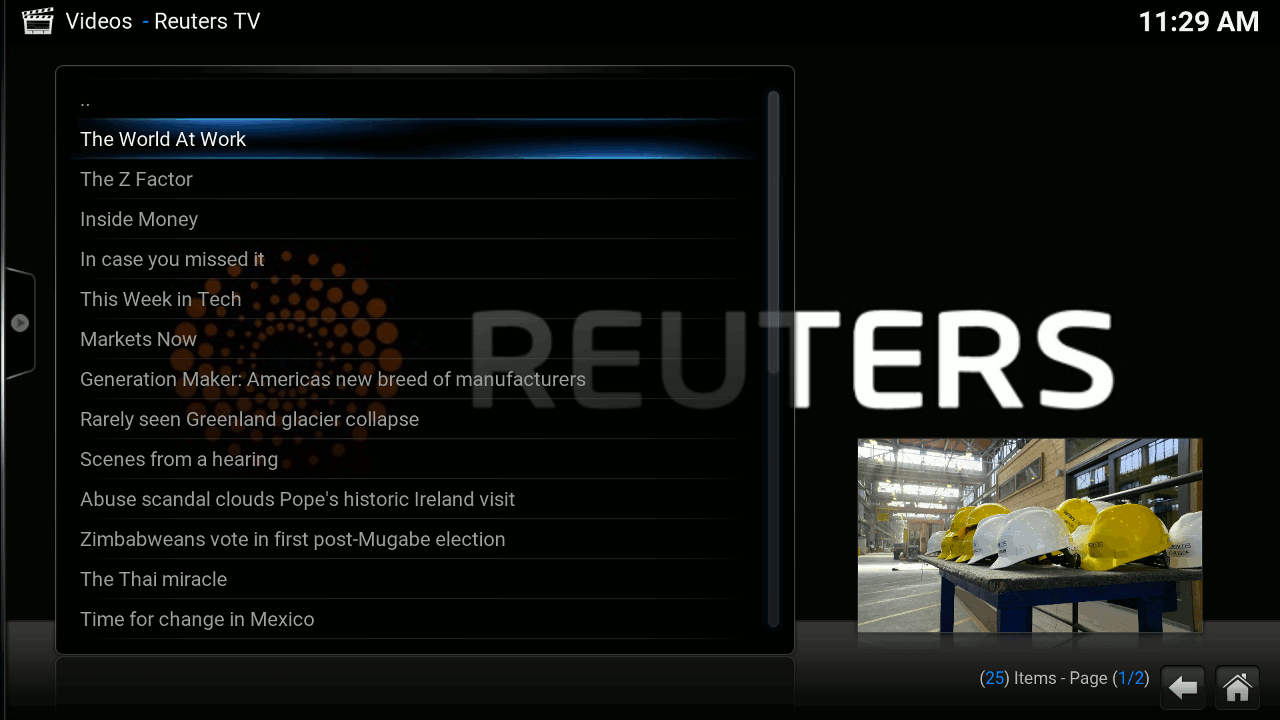 Videos - Reuters TV
11:29 AM
..
The World At Work
The Z Factor
Inside Money
In case you missed it
This Week in Tech
Markets Now
Generation Maker: Americas new breed of manufacturers
Rarely seen Greenland glacier collapse
Scenes from a hearing
Abuse scandal clouds Pope's historic Ireland visit
Zimbabweans vote in first post-Mugabe election
The Thai miracle
Time for change in Mexico
REUTERS
(25) Items - Page (1/2)